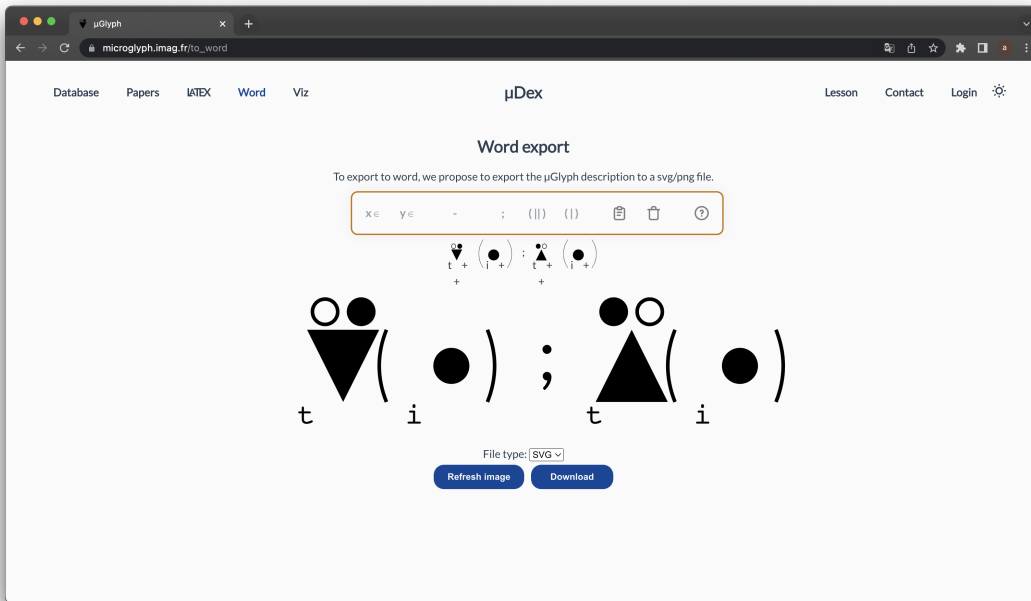 µGlyph
microglyph.imag.fr/to_word
a
Database Papers LATEX Word Viz µDex Lesson Contact Login
Word export
To export to word, we propose to export the µGlyph description to a svg/png file.
x ∈ y ∈ - ; (||) (|) ?
t + ( i + ) ; t + ( i + )
+ +
t ( i ) ; t ( i )
File type: SVG
Refresh image Download